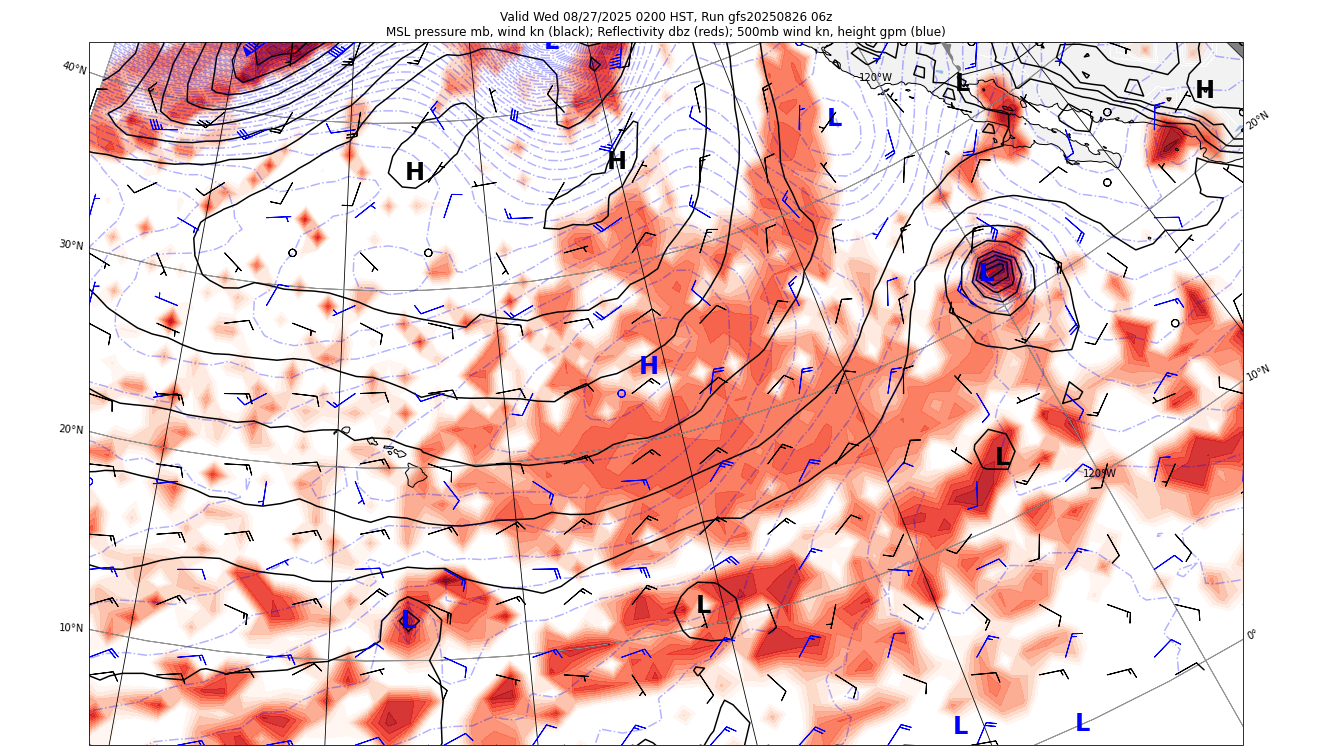 Valid Wed 08/27/2025 0200 HST, Run gfs20250826 06z
MSL pressure mb, wind kn (black); Reflectivity dbz (reds); 500mb wind kn, height gpm (blue)
L
40°N
120°W
L
H
L
20°N
H
H
30°N
L
H
10°N
20°N
L
120°W
L
L
10°N
0°
L
L